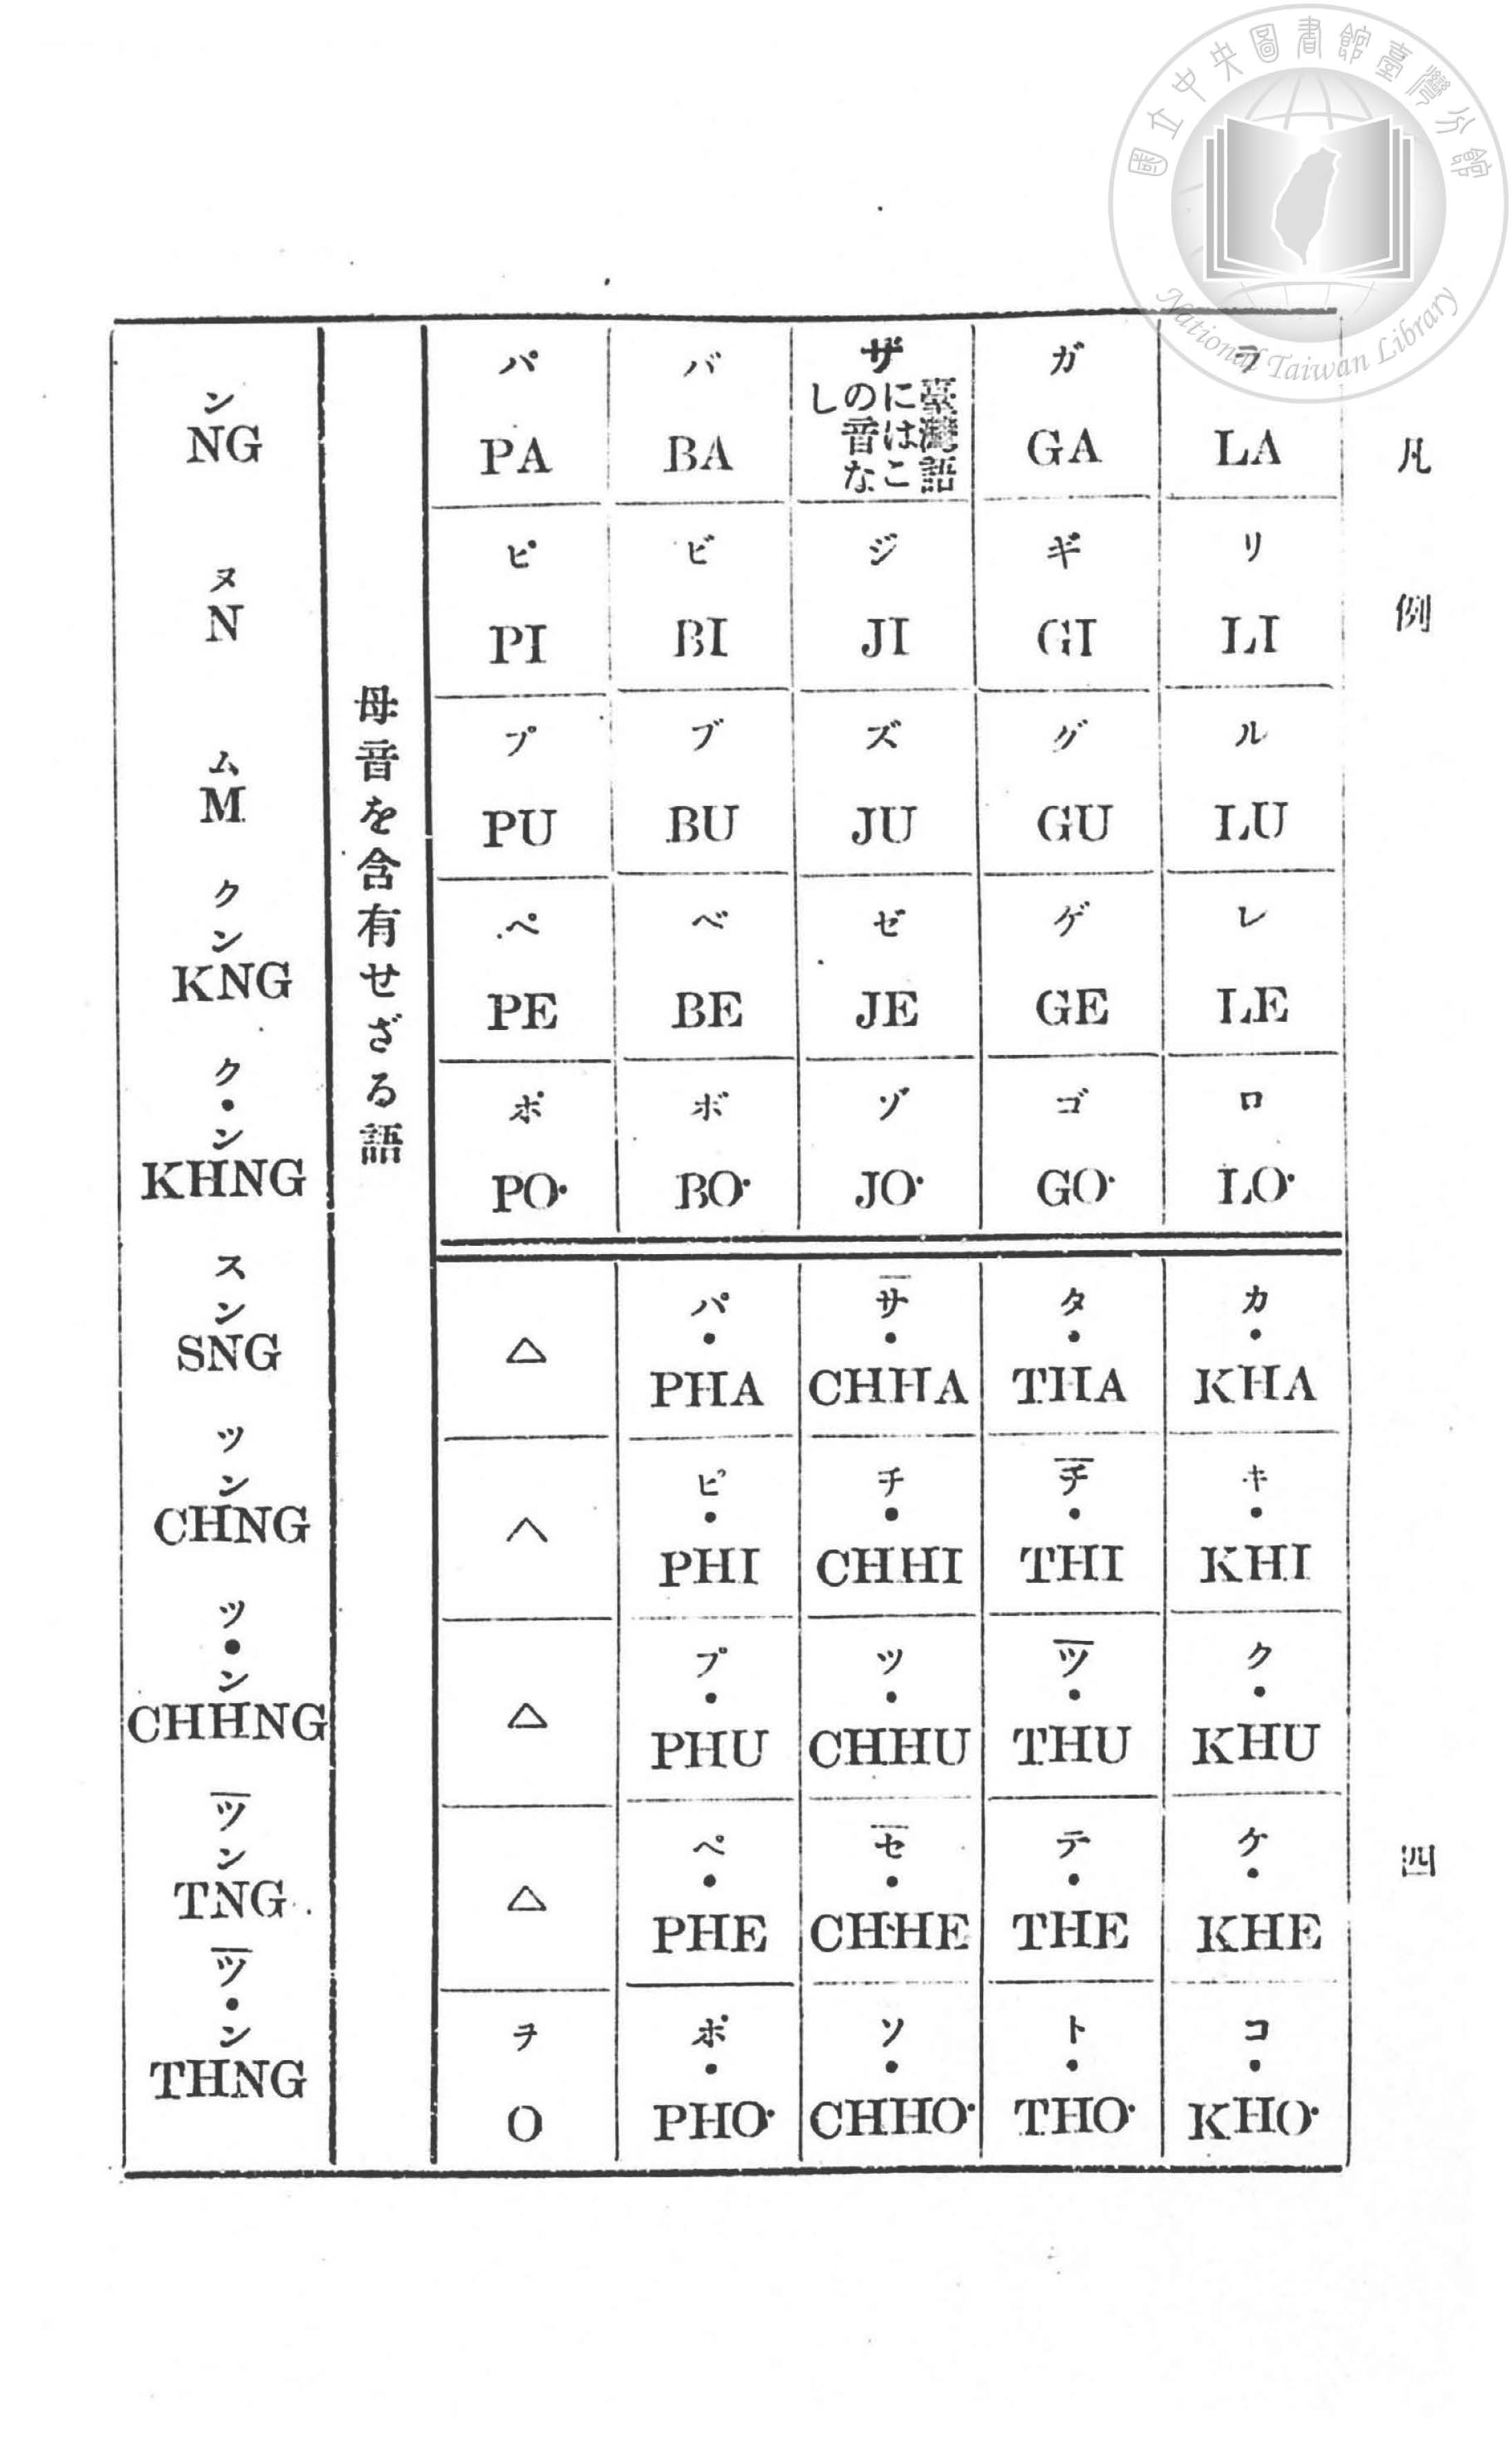 國立中央圖書館臺灣分館
National Taiwan Library
凡例
四
ラ
LA
リ
LI
ル
LU
レ
LE
ロ
LO·
カ・
KHA
キ・
KHI
ク・
KHU
ケ・
KHE
コ・
KHO·
ガ
GA
ギ
GI
グ
GU
ゲ
GE
ゴ
GO·
タ・
THA
チ̅・
THI
ツ̅・
THU
テ・
THE
ト・
THO·
ザ
臺灣語
にはこ
の音な
し
ジ
JI
ズ
JU
ゼ
JE
ゾ
JO·
サ̅・
CHHA
チ・
CHHI
ツ・
CHHU
セ̅・
CHHE
ソ・
CHHO·
バ
BA
ビ
BI
ブ
BU
ベ
BE
ボ
BO·
パ・
PHA
ピ・
PHI
プ・
PHU
ペ・
PHE
ポ・
PHO·
パ
PA
ピ
PI
プ
PU
ペ
PE
ポ
PO·
△
△
△
△
ヲ
O
母音を含有せざる語
ン
NG
ヌ
N
ム
M
クン
KNG
ク・ン
KHNG
スン
SNG
ツン
CHNG
ツ・ン
CHHNG
ツ̅ン
TNG
ツ̅・ン
THNG